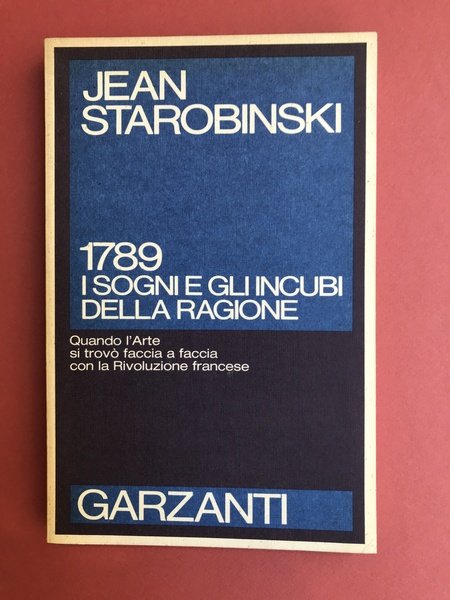 JEAN
STAROBINSKI
1789
I SOGNI E GLI INCUBI
DELLA RAGIONE
Quando l'Arte
si trovò faccia a faccia
con la Rivoluzione francese
GARZANTI